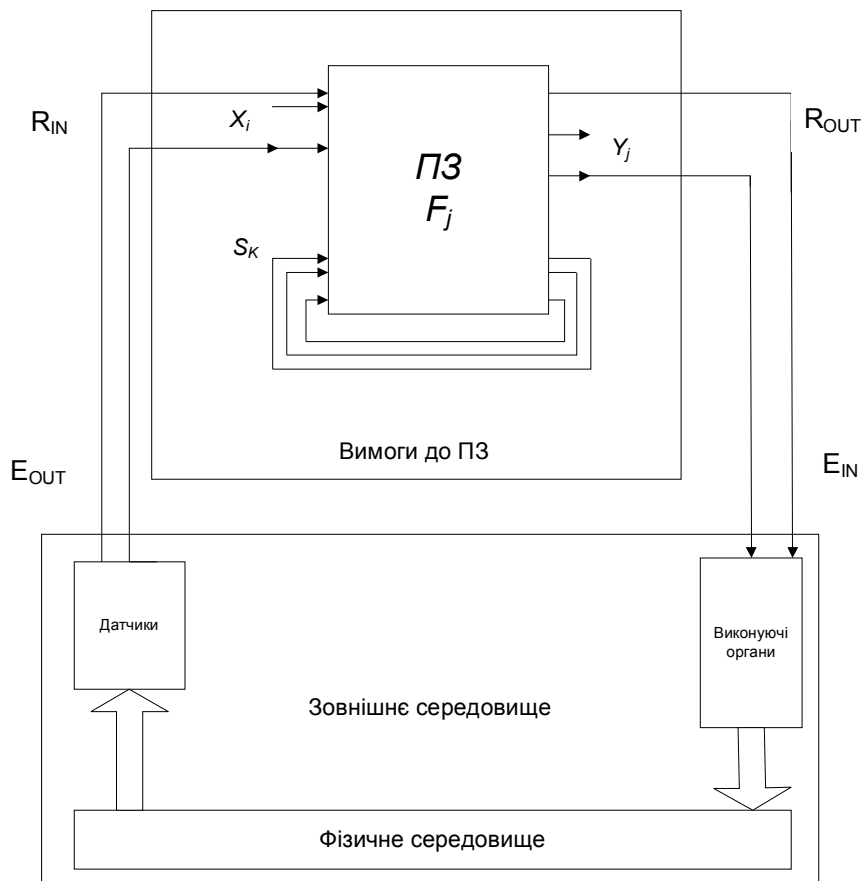 R_IN
X_i
ПЗ
F_j
Y_j
R_OUT
S_K
Вимоги до ПЗ
E_OUT
E_IN
Датчики
Виконуючі
органи
Зовнішнє середовище
Фізичне середовище